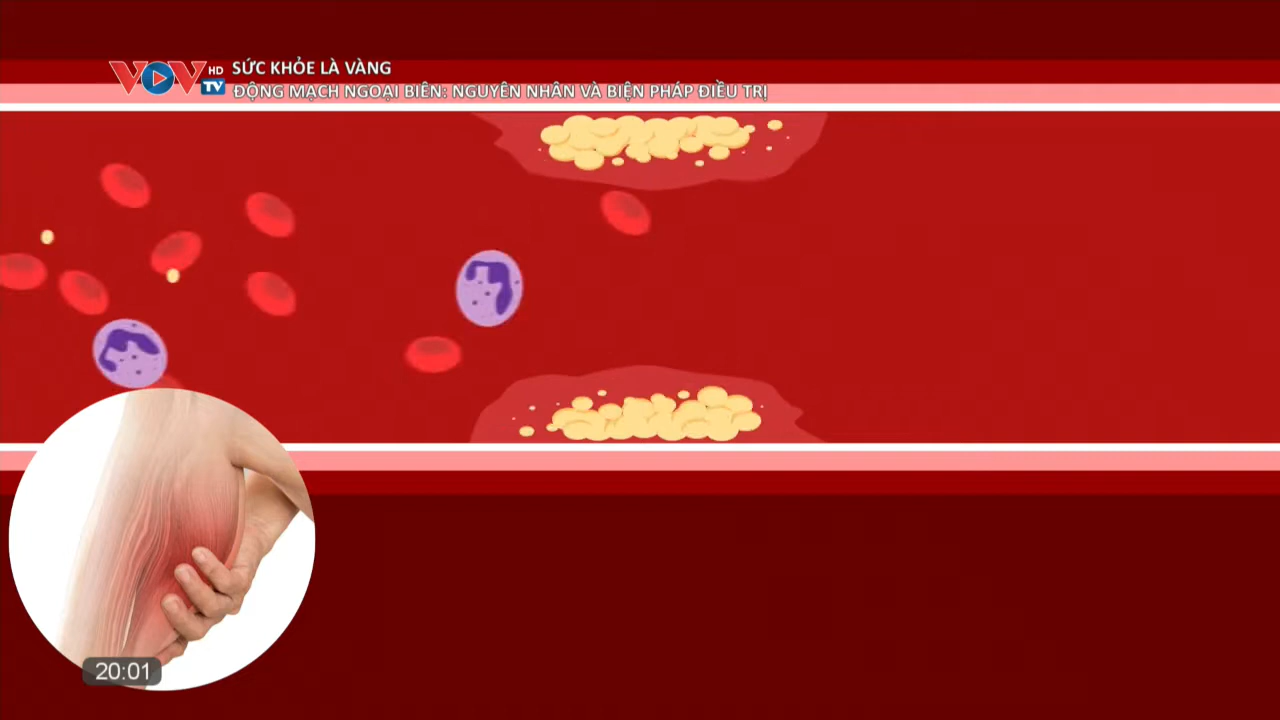 VOV HD TV
SỨC KHỎE LÀ VÀNG
ĐỘNG MẠCH NGOẠI BIÊN: NGUYÊN NHÂN VÀ BIỆN PHÁP ĐIỀU TRỊ
20:01